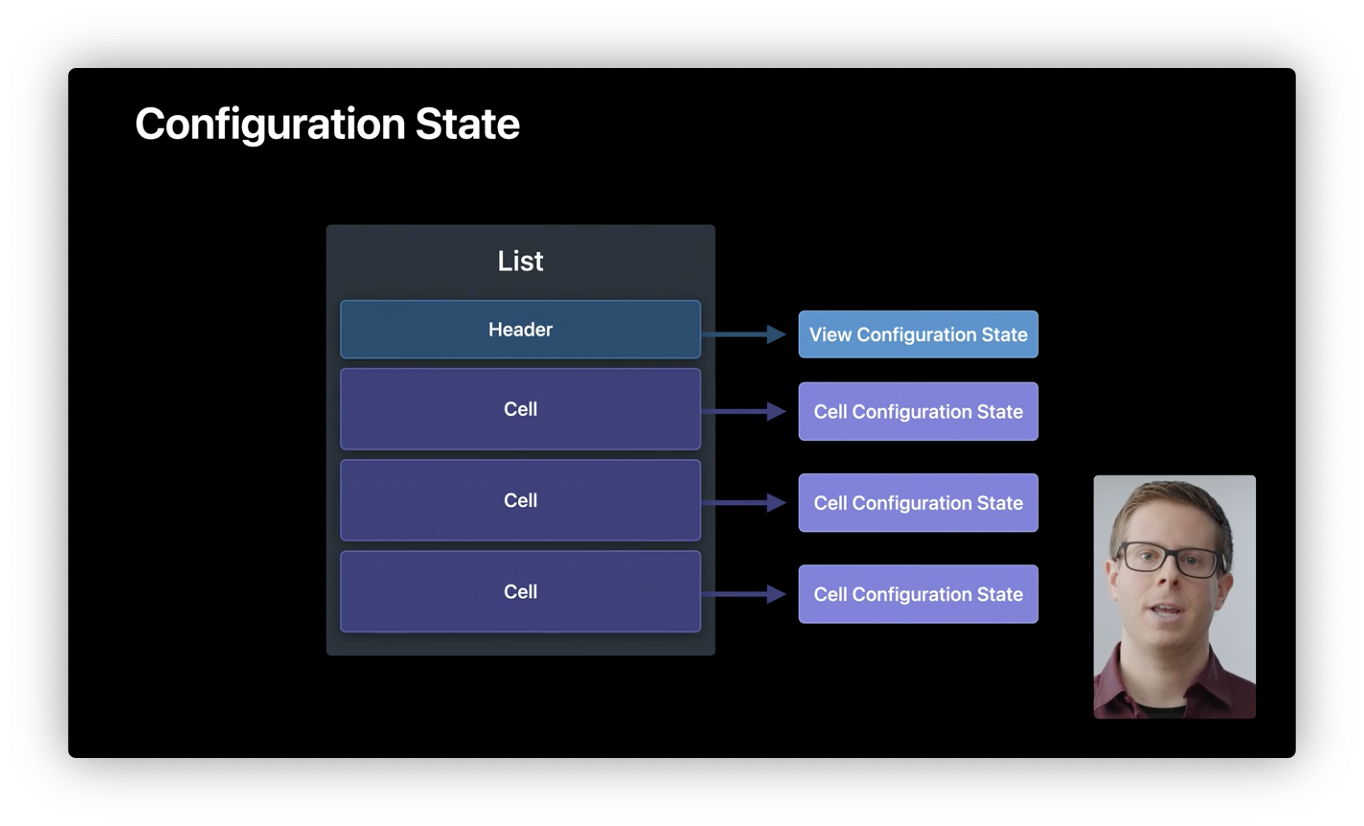 Configuration State
List
Header
View Configuration State
Cell
Cell Configuration State
Cell
Cell Configuration State
Cell
Cell Configuration State